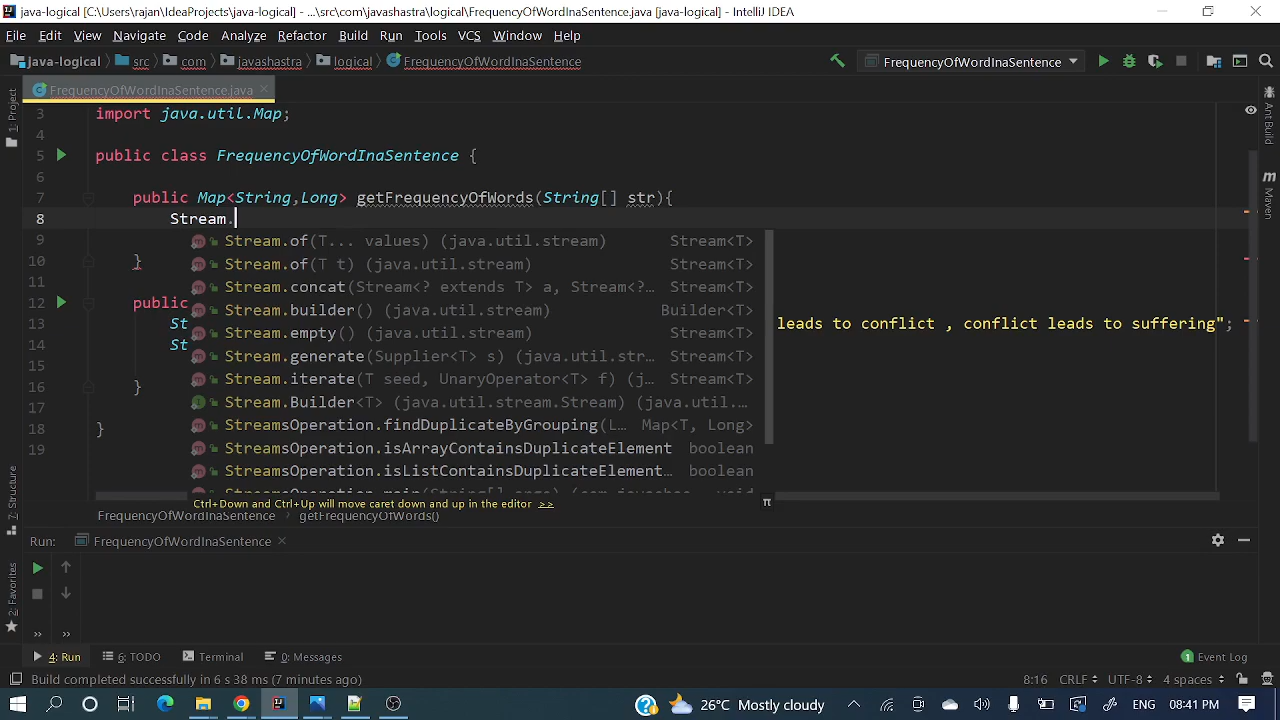 java-logical [C:\Users\rajan\IdeaProjects\java-logical] - ...\src\com\javashastra\logical\FrequencyOfWordInaSentence.java [java-logical] - IntelliJ IDEA
File Edit View Navigate Code Analyze Refactor Build Run Tools VCS Window Help
java-logical src com javashastra logical FrequencyOfWordInaSentence FrequencyOfWordInaSentence
FrequencyOfWordInaSentence.java
3 import java.util.Map;
4
5 public class FrequencyOfWordInaSentence {
6
7 public Map<String,Long> getFrequencyOfWords(String[] str){
8 Stream.
9 Stream.of(T... values) (java.util.stream) Stream<T>
10 } Stream.of(T t) (java.util.stream) Stream<T>
11 Stream.concat(Stream<? extends T> a, Stream<?… Stream<T>
12 public Stream.builder() (java.util.stream) Builder<T>
13 St Stream.empty() (java.util.stream) Stream<T> leads to conflict , conflict leads to suffering";
14 St Stream.generate(Supplier<T> s) (java.util.str… Stream<T>
15 Stream.iterate(T seed, UnaryOperator<T> f) (j… Stream<T>
16 } Stream.Builder<T> (java.util.stream.Stream) (java.util.…
17 StreamsOperation.findDuplicateByGrouping(L… Map<T, Long>
18 } StreamsOperation.isArrayContainsDuplicateElement boolean
19 StreamsOperation.isListContainsDuplicateElement… boolean
Ctrl+Down and Ctrl+Up will move caret down and up in the editor >> π
FrequencyOfWordInaSentence › getFrequencyOfWords()
Run: FrequencyOfWordInaSentence
4: Run 6: TODO Terminal 0: Messages 1 Event Log
Build completed successfully in 6 s 38 ms (7 minutes ago) 8:16 CRLF UTF-8 4 spaces
26°C Mostly cloudy ENG 08:41 PM
1: Project
7: Structure
2: Favorites
Ant Build
Maven